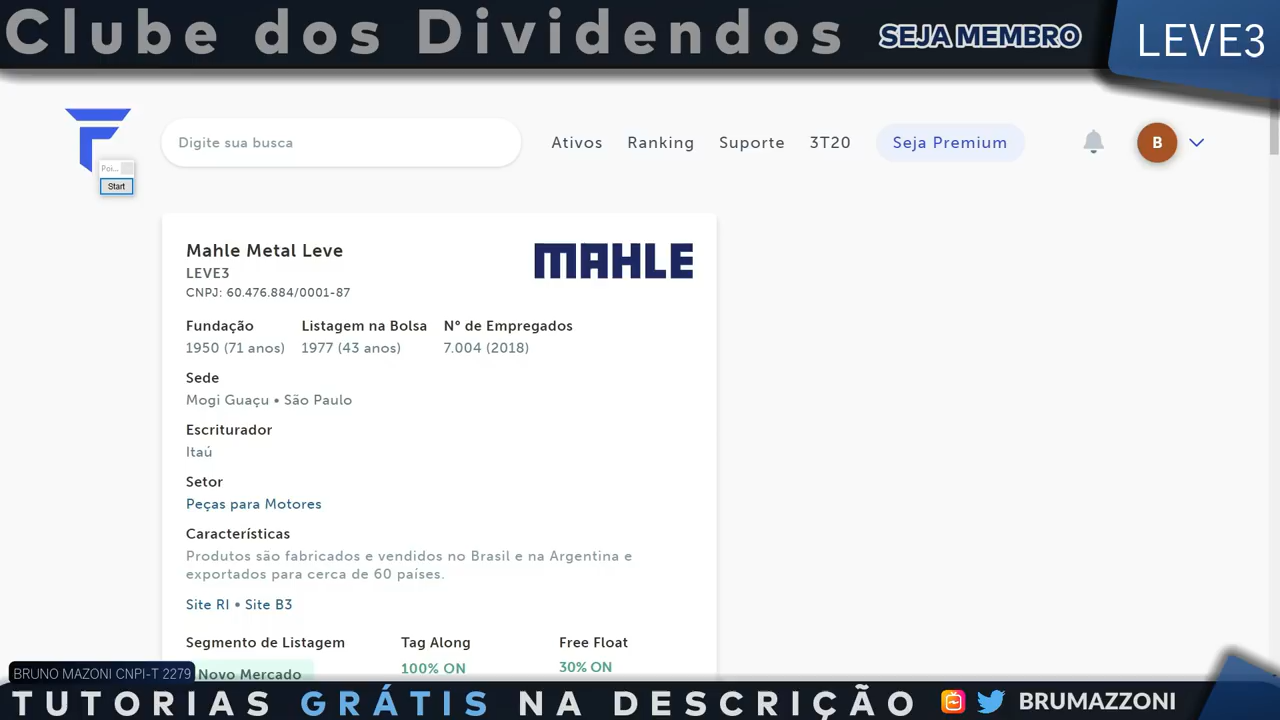 Clube dos Dividendos
SEJA MEMBRO
LEVE3
Digite sua busca
Ativos
Ranking
Suporte
3T20
Seja Premium
B
Poi...
Start
Mahle Metal Leve
MAHLE
LEVE3
CNPJ: 60.476.884/0001-87
Fundação
Listagem na Bolsa
N° de Empregados
1950 (71 anos)
1977 (43 anos)
7.004 (2018)
Sede
Mogi Guaçu • São Paulo
Escriturador
Itaú
Setor
Peças para Motores
Características
Produtos são fabricados e vendidos no Brasil e na Argentina e
exportados para cerca de 60 países.
Site RI • Site B3
Segmento de Listagem
Tag Along
Free Float
Novo Mercado
100% ON
30% ON
BRUNO MAZONI CNPI-T 2279
TUTORIAS GRÁTIS NA DESCRIÇÃO
BRUMAZZONI